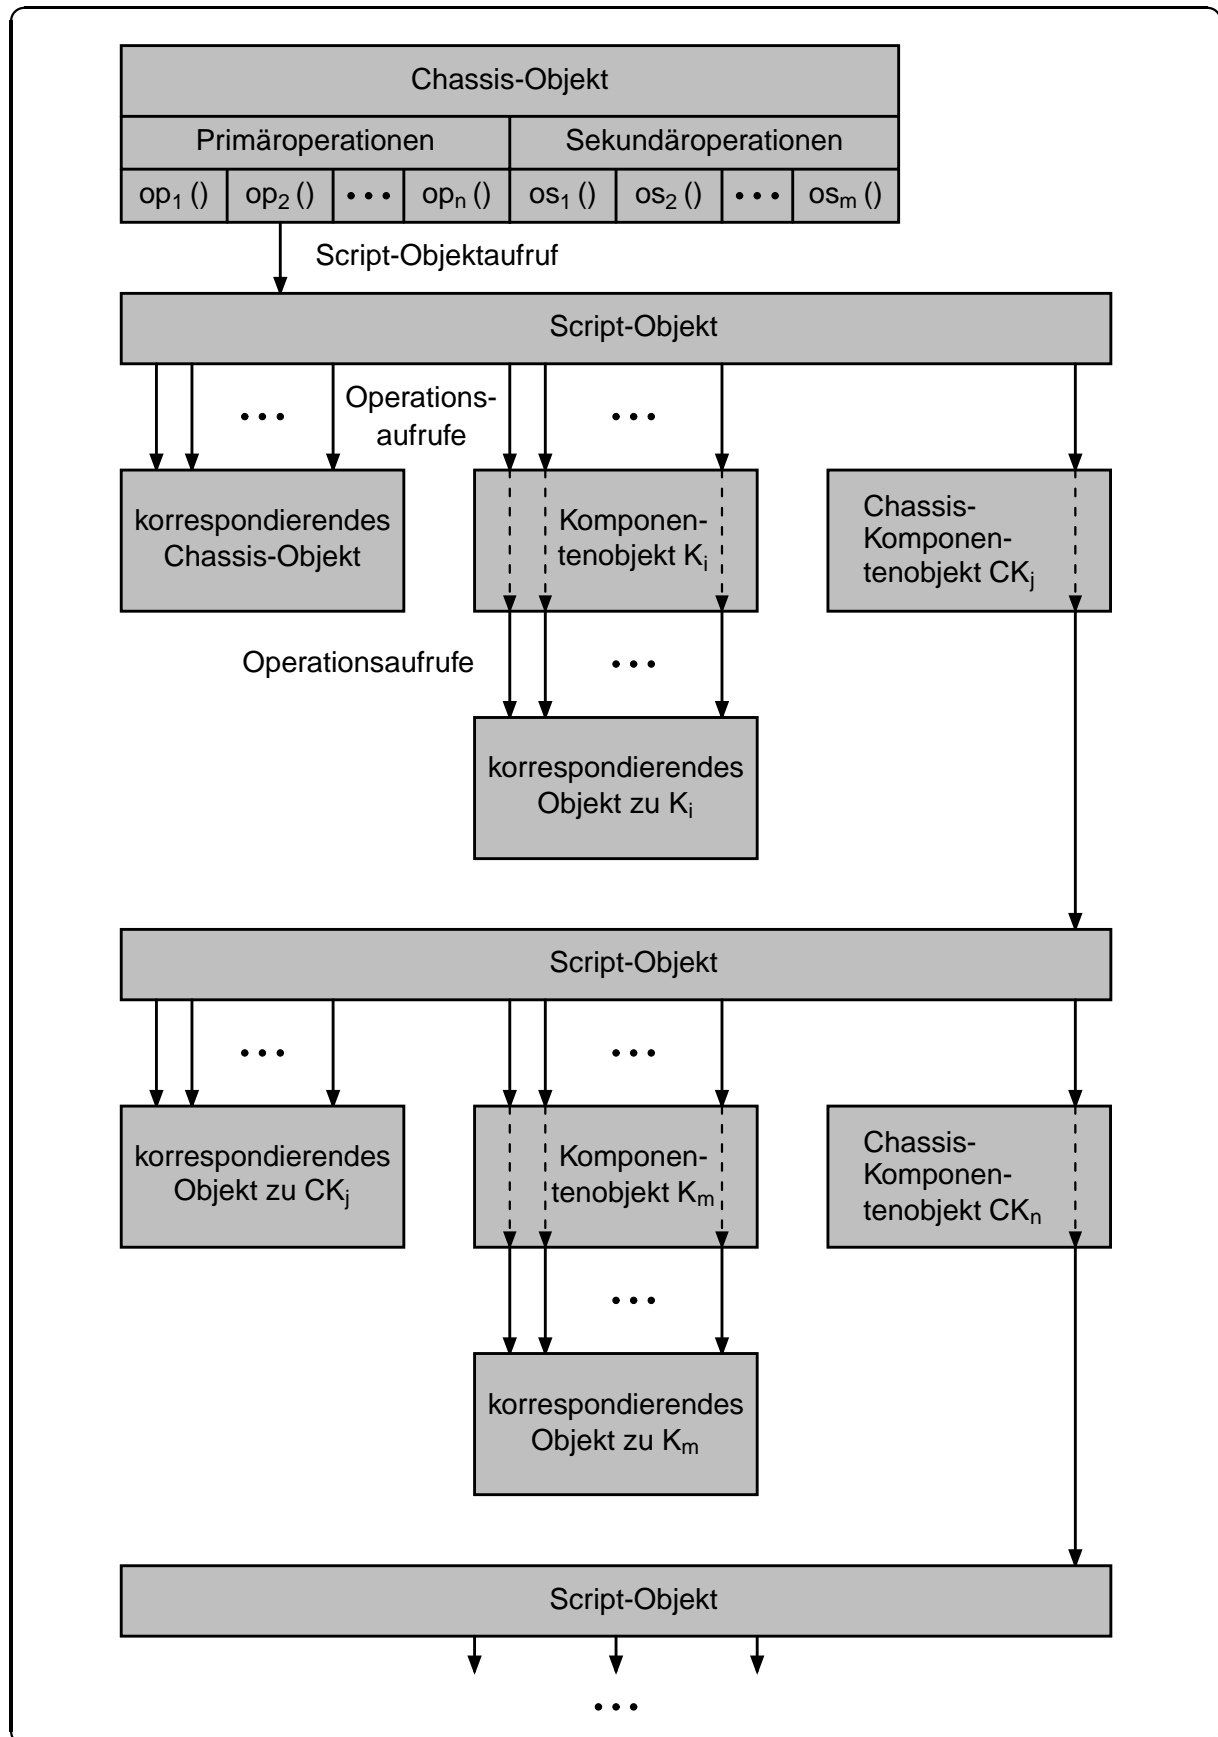 Chassis-Objekt
Primäroperationen Sekundäroperationen
op1 () op2 () ••• opn () os1 () os2 () ••• osm ()
Script-Objektaufruf
Script-Objekt
••• Operations-
aufrufe
•••
korrespondierendes
Chassis-Objekt
Komponen-
tenobjekt Ki
Chassis-
Komponen-
tenobjekt CKj
Operationsaufrufe •••
korrespondierendes
Objekt zu Ki
Script-Objekt
••• •••
korrespondierendes
Objekt zu CKj
Komponen-
tenobjekt Km
Chassis-
Komponen-
tenobjekt CKn
•••
korrespondierendes
Objekt zu Km
Script-Objekt
•••